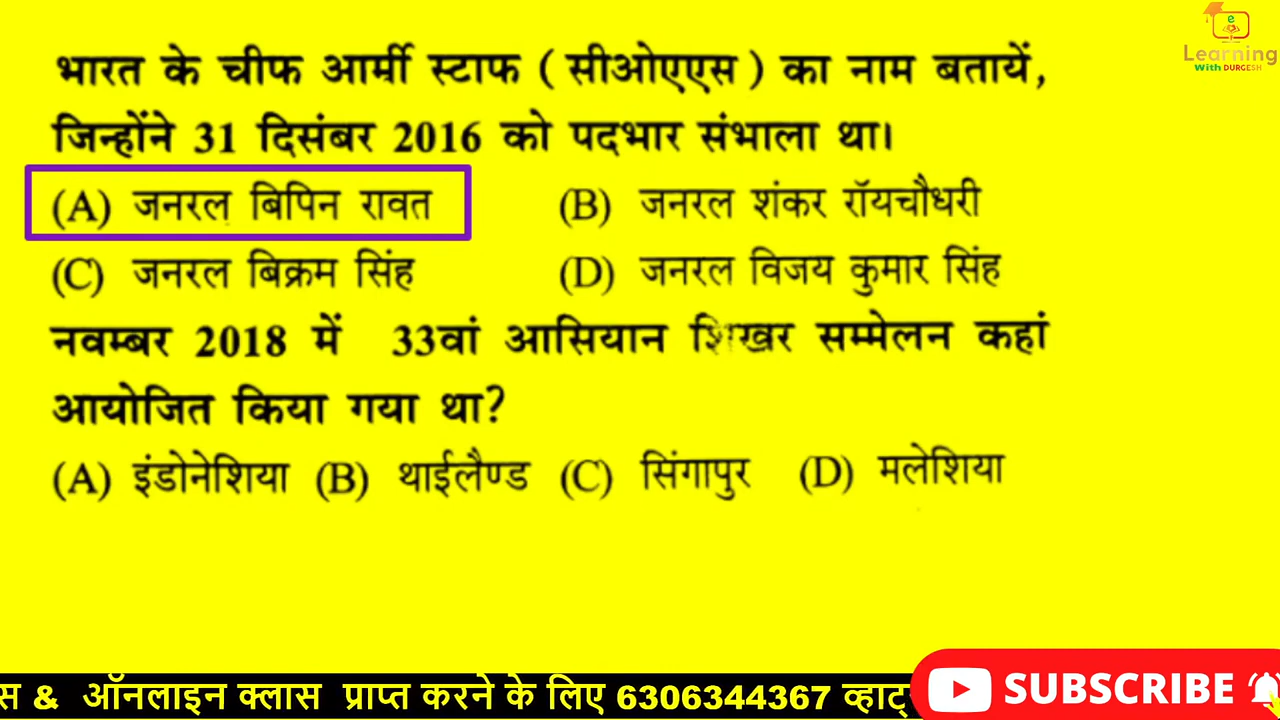 e
Learning
With DURGESH
भारत के चीफ आर्मी स्टाफ ( सीओएएस ) का नाम बतायें,
जिन्होंने 31 दिसंबर 2016 को पदभार संभाला था।
(A) जनरल बिपिन रावत (B) जनरल शंकर रॉयचौधरी
(C) जनरल बिक्रम सिंह (D) जनरल विजय कुमार सिंह
नवम्बर 2018 में 33वां आसियान शिखर सम्मेलन कहां
आयोजित किया गया था?
(A) इंडोनेशिया (B) थाईलैण्ड (C) सिंगापुर (D) मलेशिया
स & ऑनलाइन क्लास प्राप्त करने के लिए 6306344367 व्हाट्
SUBSCRIBE